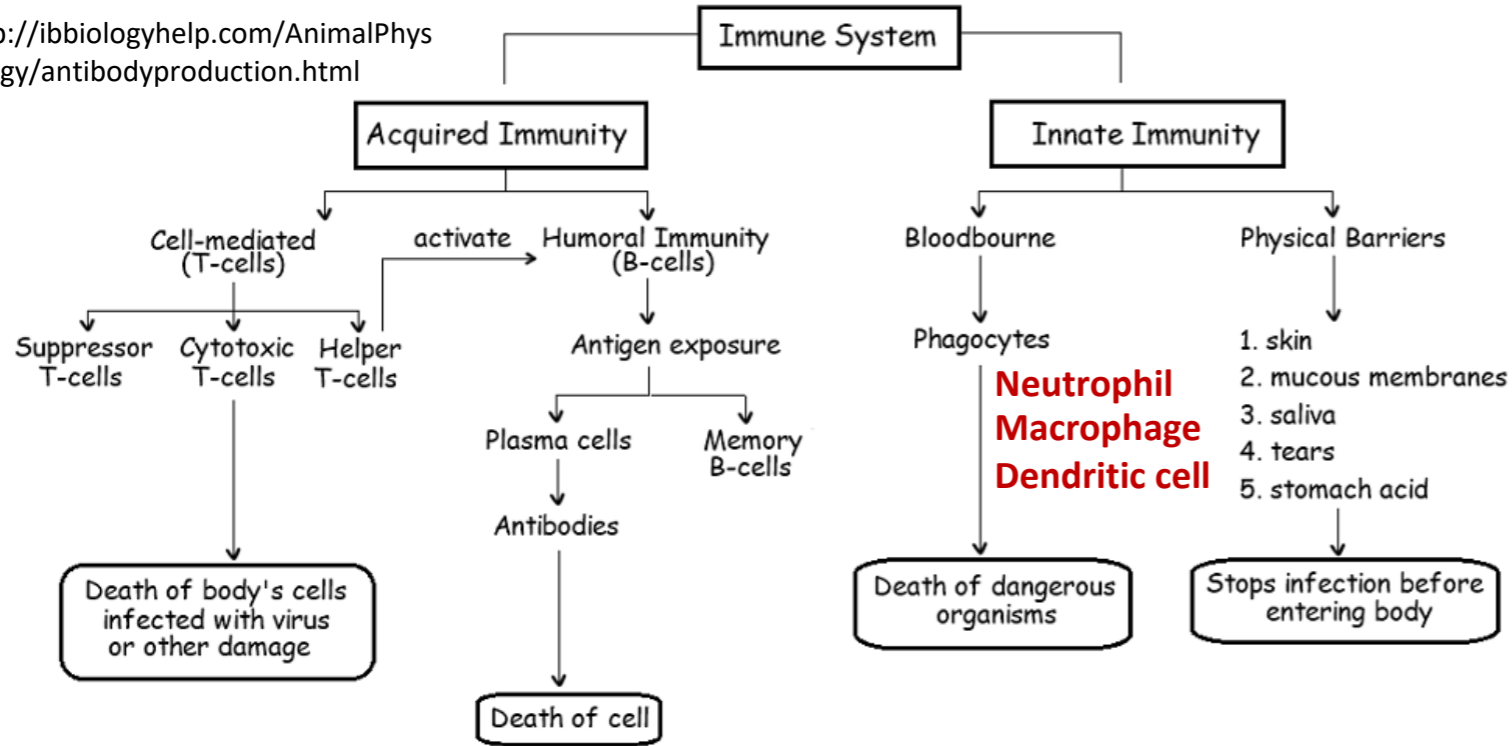 p://ibbiologyhelp.com/AnimalPhys
gy/antibodyproduction.html
Immune System
Acquired Immunity
Innate Immunity
Cell-mediated
(T-cells)
activate
Humoral Immunity
(B-cells)
Bloodbourne
Physical Barriers
Suppressor
T-cells
Cytotoxic
T-cells
Helper
T-cells
Antigen exposure
Phagocytes
Neutrophil
Macrophage
Dendritic cell
1. skin
2. mucous membranes
3. saliva
4. tears
5. stomach acid
Plasma cells
Memory
B-cells
Antibodies
Death of body's cells
infected with virus
or other damage
Death of dangerous
organisms
Stops infection before
entering body
Death of cell